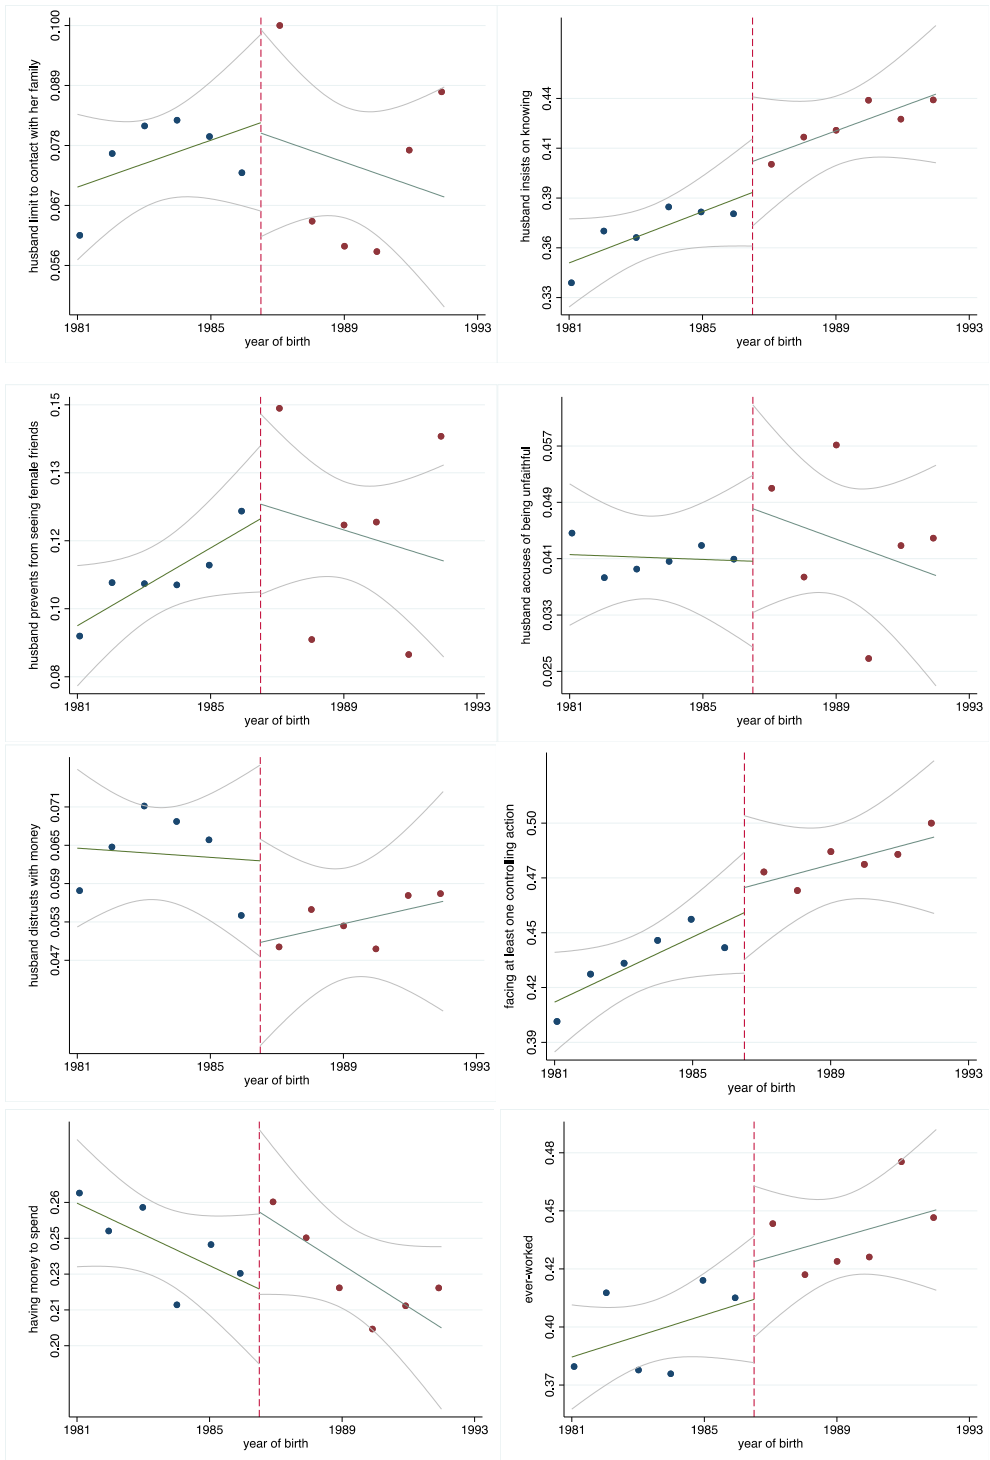 husband limit to contact with her family
0.100
0.089
0.078
0.067
0.056
1981 1985 1989 1993
year of birth
husband insists on knowing
0.44
0.41
0.39
0.36
0.33
1981 1985 1989 1993
year of birth
husband prevents from seeing female friends
0.15
0.13
0.12
0.10
0.08
1981 1985 1989 1993
year of birth
husband accuses of being unfaithful
0.057
0.049
0.041
0.033
0.025
1981 1985 1989 1993
year of birth
husband distrusts with money
0.071
0.065
0.059
0.053
0.047
1981 1985 1989 1993
year of birth
facing at least one controlling action
0.50
0.47
0.45
0.42
0.39
1981 1985 1989 1993
year of birth
having money to spend
0.26
0.25
0.23
0.21
0.20
1981 1985 1989 1993
year of birth
ever-worked
0.48
0.45
0.42
0.40
0.37
1981 1985 1989 1993
year of birth